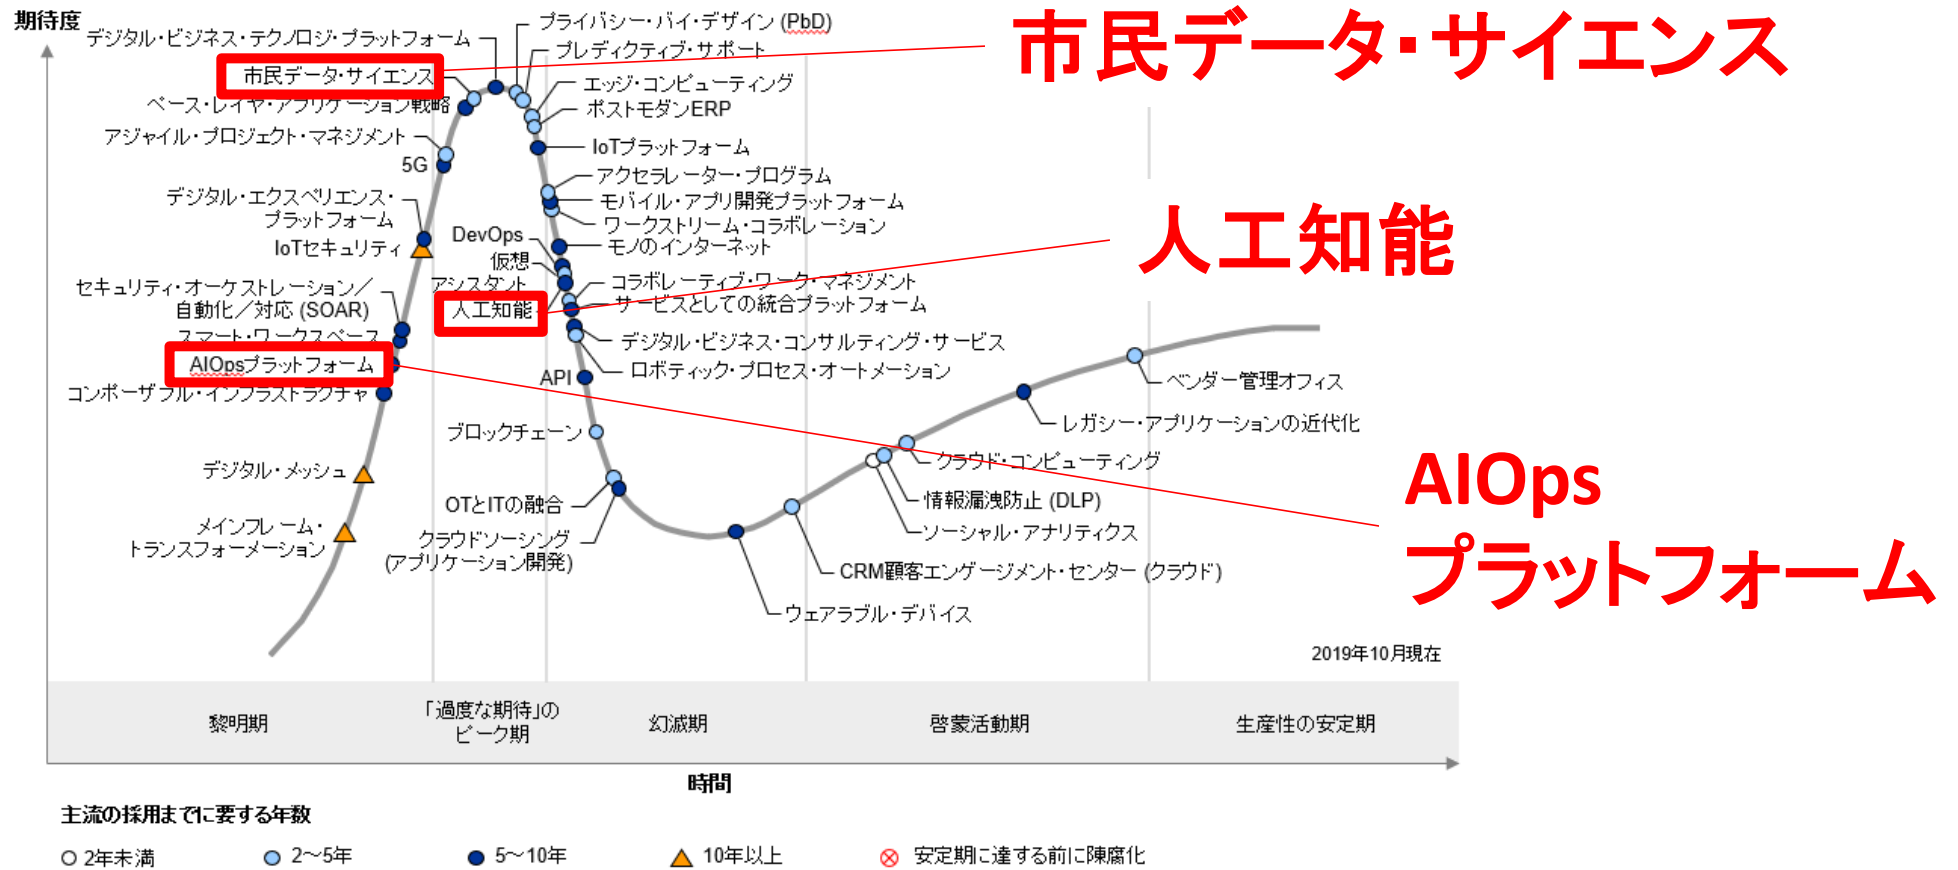 期待度
デジタル・ビジネス・テクノロジ・プラットフォーム
市民データ・サイエンス
ペース・レイヤ・アプリケーション戦略
アジャイル・プロジェクト・マネジメント
5G
デジタル・エクスペリエンス・
プラットフォーム
IoTセキュリティ
セキュリティ・オーケストレーション／
自動化／対応 (SOAR)
スマート・ワークスペース
AIOpsプラットフォーム
コンポーザブル・インフラストラクチャ
デジタル・メッシュ
メインフレーム・
トランスフォーメーション
プライバシー・バイ・デザイン (PbD)
プレディクティブ・サポート
エッジ・コンピューティング
ポストモダンERP
IoTプラットフォーム
アクセラレーター・プログラム
モバイル・アプリ開発プラットフォーム
ワークストリーム・コラボレーション
モノのインターネット
DevOps
仮想
アシスタント
人工知能
コラボレーティブ・ワーク・マネジメント
サービスとしての統合プラットフォーム
デジタル・ビジネス・コンサルティング・サービス
ロボティック・プロセス・オートメーション
API
ブロックチェーン
OTとITの融合
クラウドソーシング
(アプリケーション開発)
ウェアラブル・デバイス
CRM顧客エンゲージメント・センター (クラウド)
ソーシャル・アナリティクス
情報漏洩防止 (DLP)
クラウド・コンピューティング
レガシー・アプリケーションの近代化
ベンダー管理オフィス
市民データ・サイエンス
人工知能
AIOps
プラットフォーム
2019年10月現在
黎明期
「過度な期待」の
ピーク期
幻滅期
啓蒙活動期
生産性の安定期
時間
主流の採用までに要する年数
2年未満
2～5年
5～10年
10年以上
安定期に達する前に陳腐化